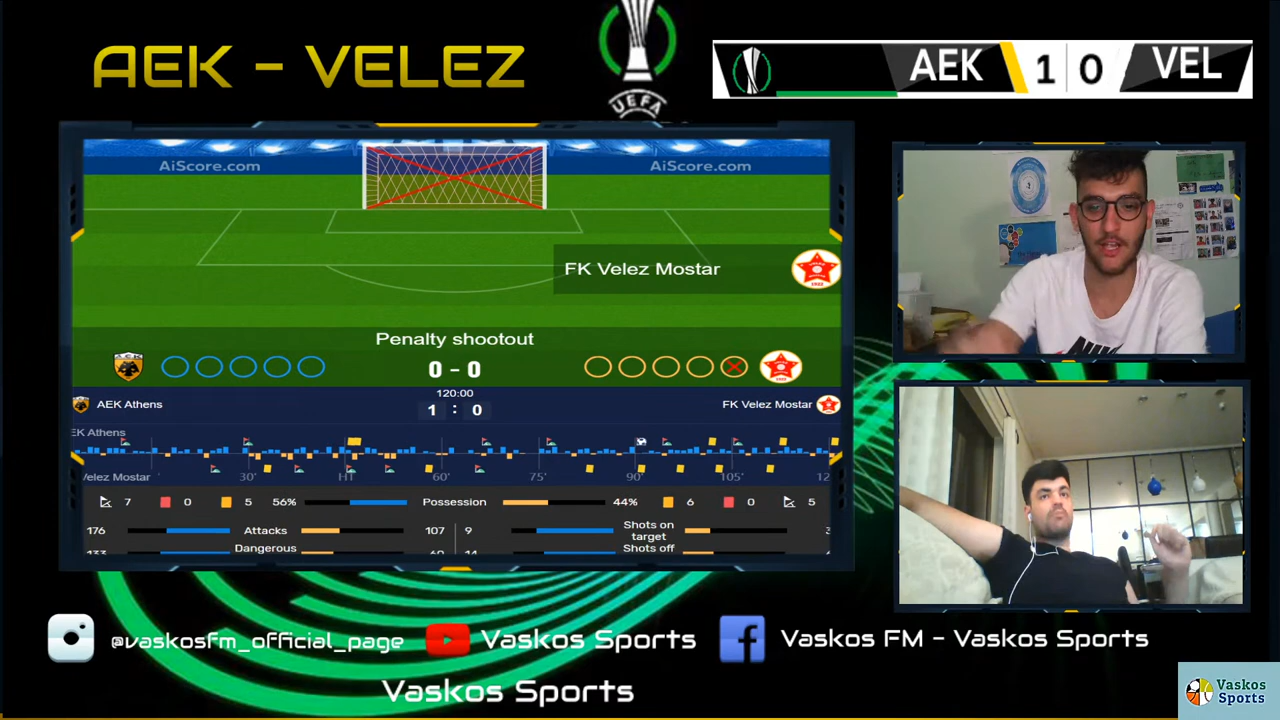 AEK - VELEZ
UEFA
AEK 1 0 VEL
AiScore.com
AiScore.com
FK Velez Mostar
Penalty shootout
0 - 0
120:00
AEK Athens
1 : 0
FK Velez Mostar
EK Athens
Velez Mostar
30' HT 60' 75' 90' 105' 12
7 0 5 56% Possession 44% 6 0 5
176 Attacks 107 9 Shots on target
Dangerous
Shots off
@vaskosfm_official_page
Vaskos Sports
Vaskos FM - Vaskos Sports
Vaskos Sports
Vaskos Sports